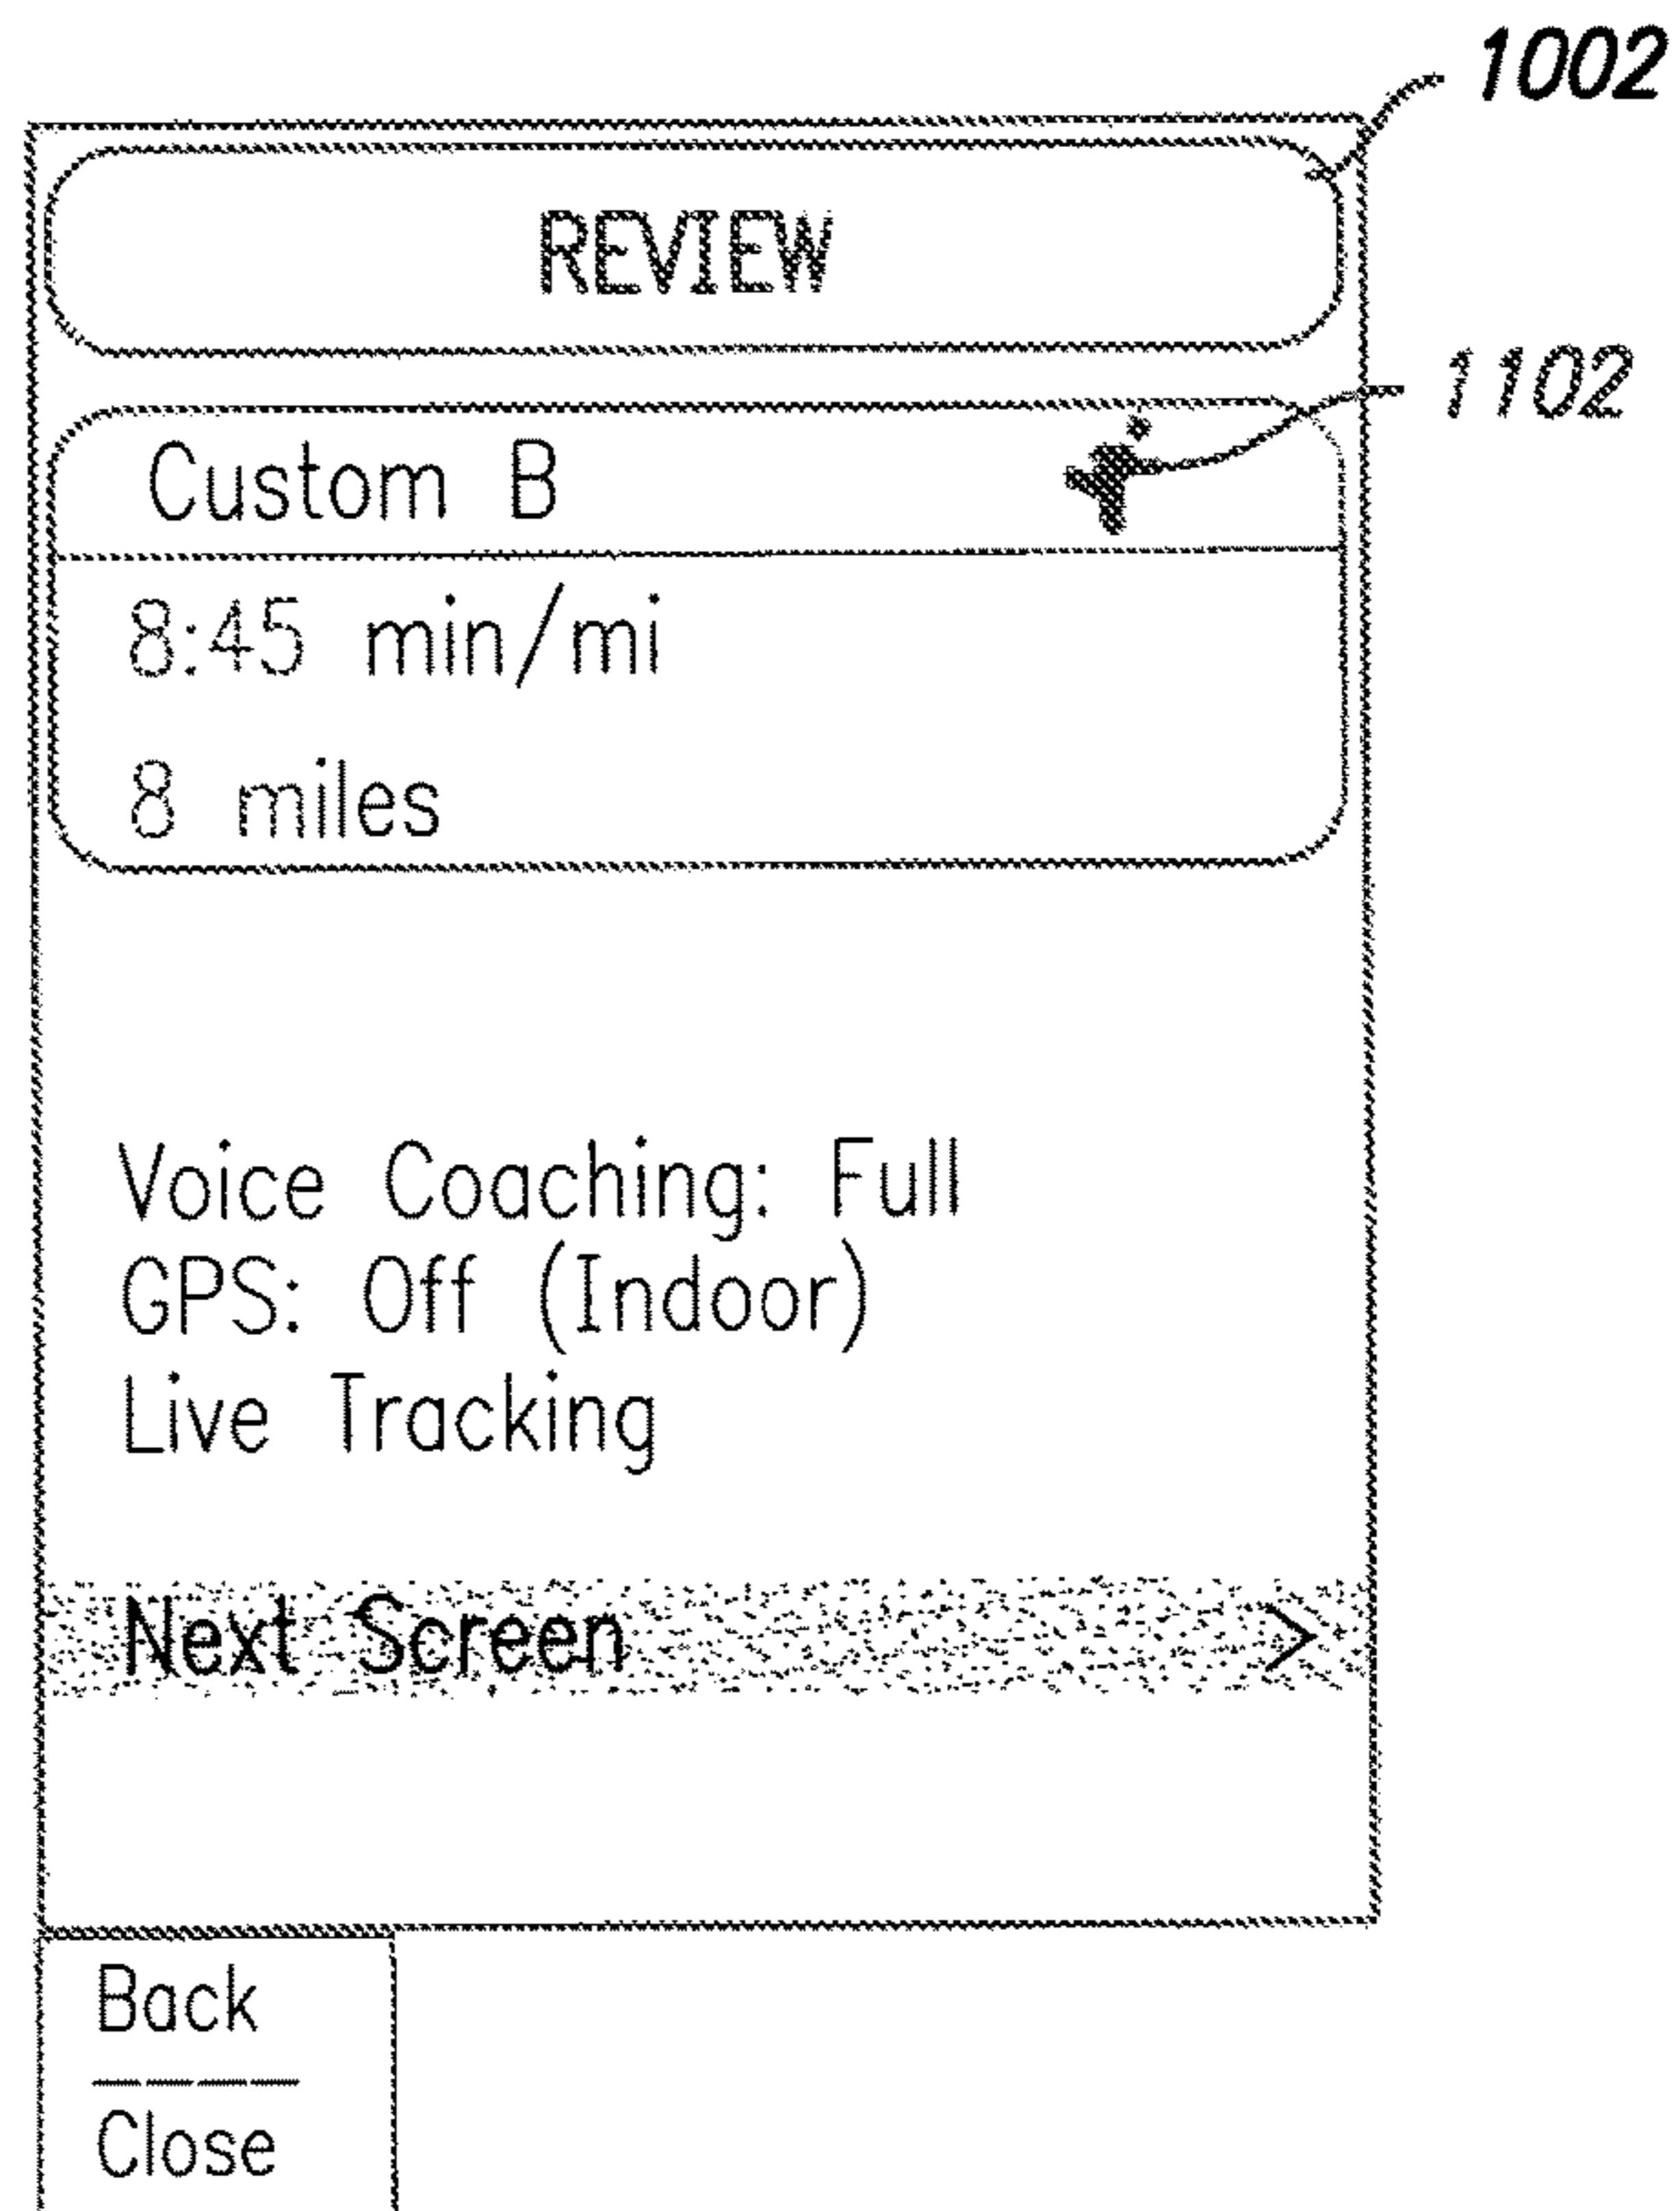 1002
REVIEW
1102
Custom B
8:45 min/mi
8 miles
Voice Coaching: Full
GPS: Off (Indoor)
Live Tracking
Next Screen >
Back
Close